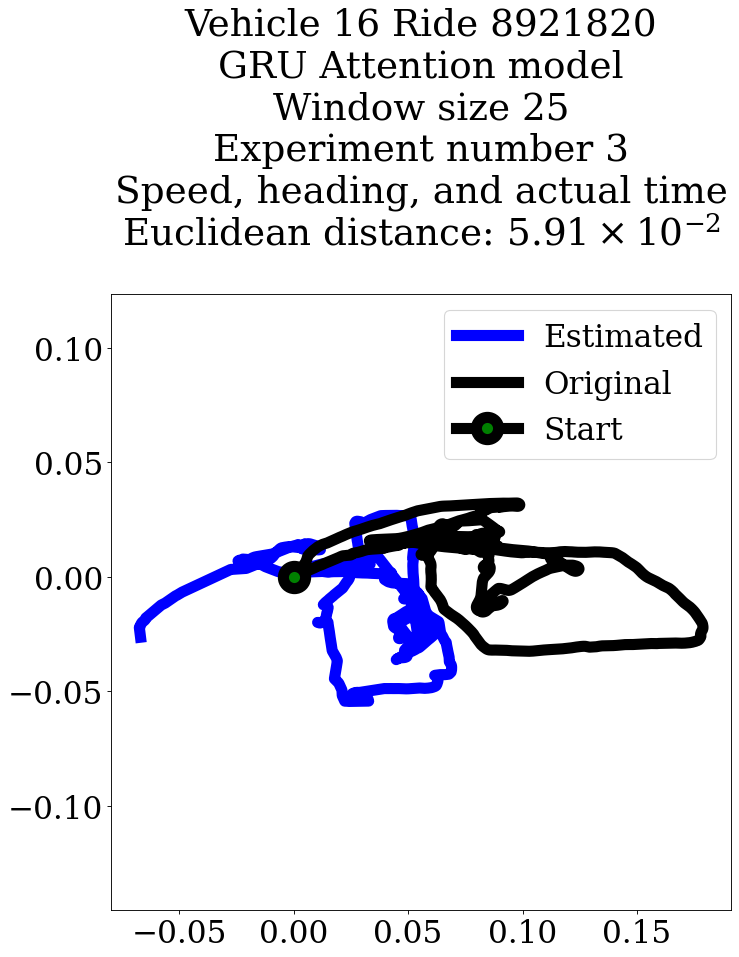 Vehicle 16 Ride 8921820
GRU Attention model
Window size 25
Experiment number 3
Speed, heading, and actual time
Euclidean distance: 5.91 × 10⁻²
Estimated
Original
Start
0.10
0.05
0.00
−0.05
−0.10
−0.05 0.00 0.05 0.10 0.15